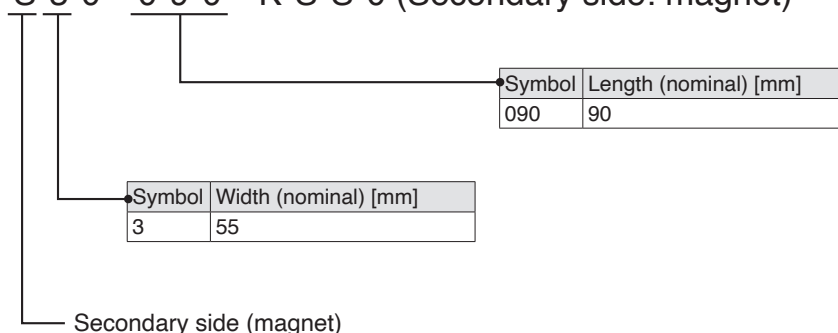 (Secondary side: magnet)
Symbol Length (nominal) [mm]
090 90
Symbol Width (nominal) [mm]
3 55
Secondary side (magnet)